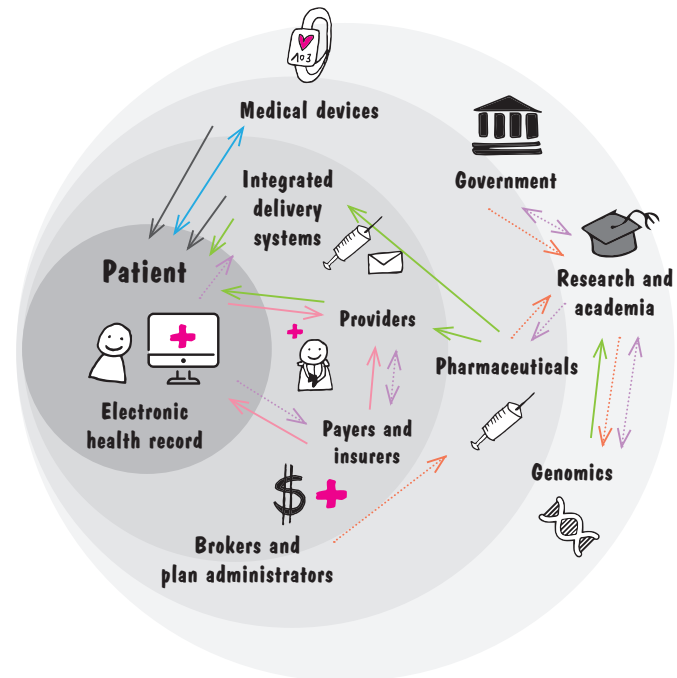 103
Medical devices
Integrated
delivery
systems
Government
Research and
academia
Patient
Providers
Pharmaceuticals
Electronic
health record
Payers and
insurers
Genomics
Brokers and
plan administrators